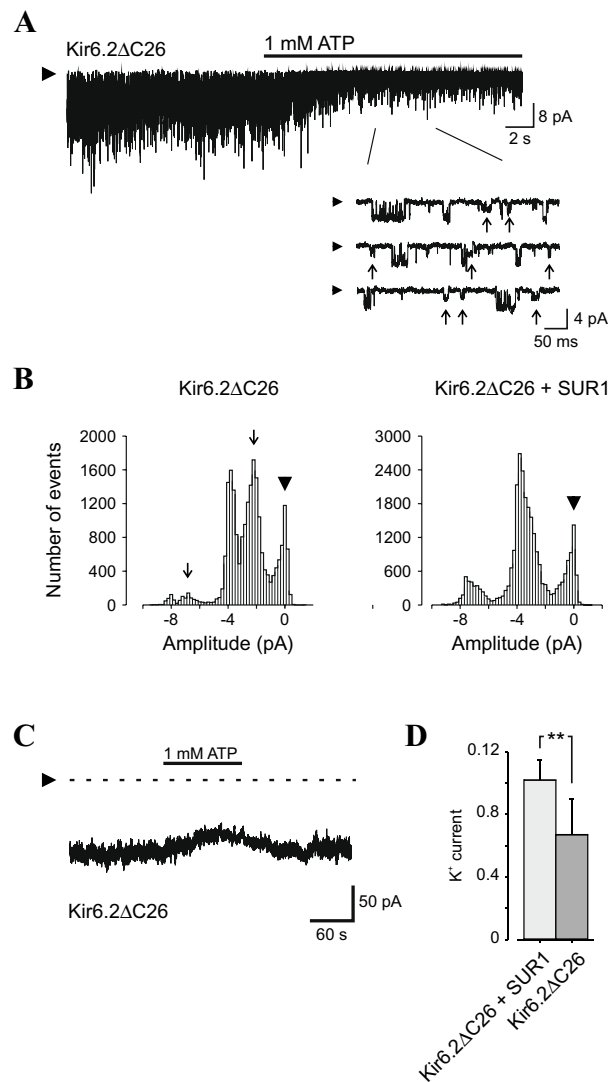 A
Kir6.2ΔC26
1 mM ATP
8 pA
2 s
4 pA
50 ms
B
Kir6.2ΔC26
Kir6.2ΔC26 + SUR1
Number of events
2000
1600
1200
800
400
0
-8
-4
0
Amplitude (pA)
3000
2400
1800
1200
600
0
-8
-4
0
Amplitude (pA)
C
1 mM ATP
50 pA
60 s
Kir6.2ΔC26
D
**
K⁺ current
0.12
0.8
0.4
0
Kir6.2ΔC26 + SUR1
Kir6.2ΔC26